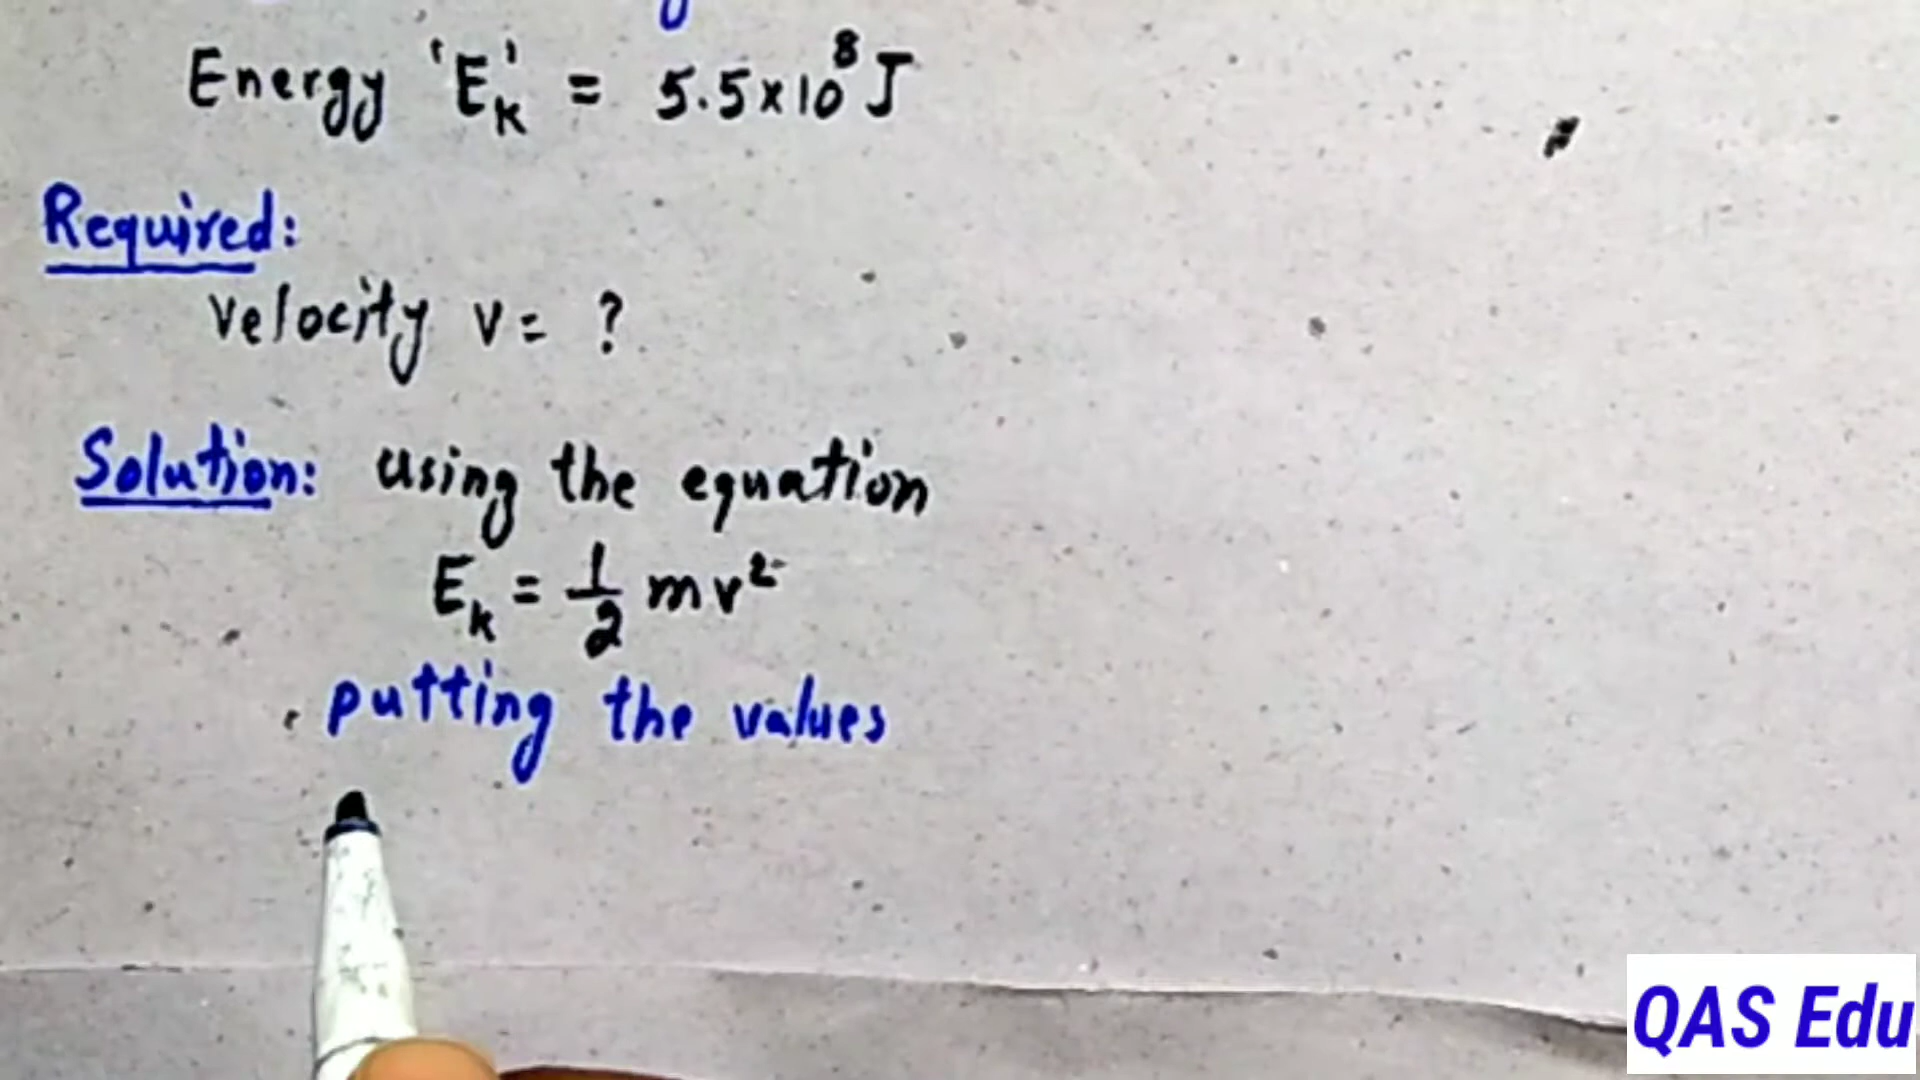 Energy 'Eₖ' = 5.5×10⁸ J
Required:
Velocity v= ?
Solution: using the equation
Eₖ = 1/2 mv²
putting the values
QAS Edu